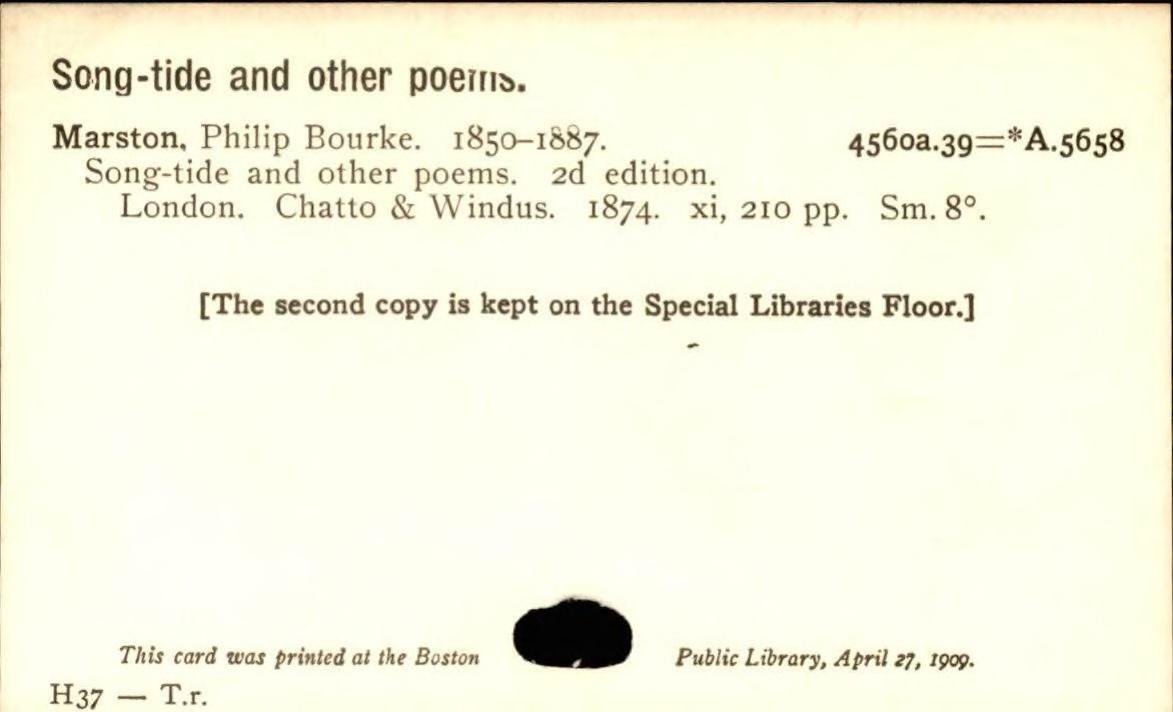 Song-tide and other poems.
Marston, Philip Bourke. 1850–1887. 4560a.39=*A.5658
Song-tide and other poems. 2d edition.
London. Chatto & Windus. 1874. xi, 210 pp. Sm. 8°.
[The second copy is kept on the Special Libraries Floor.]
This card was printed at the Boston Public Library, April 27, 1909.
H37 — T.r.